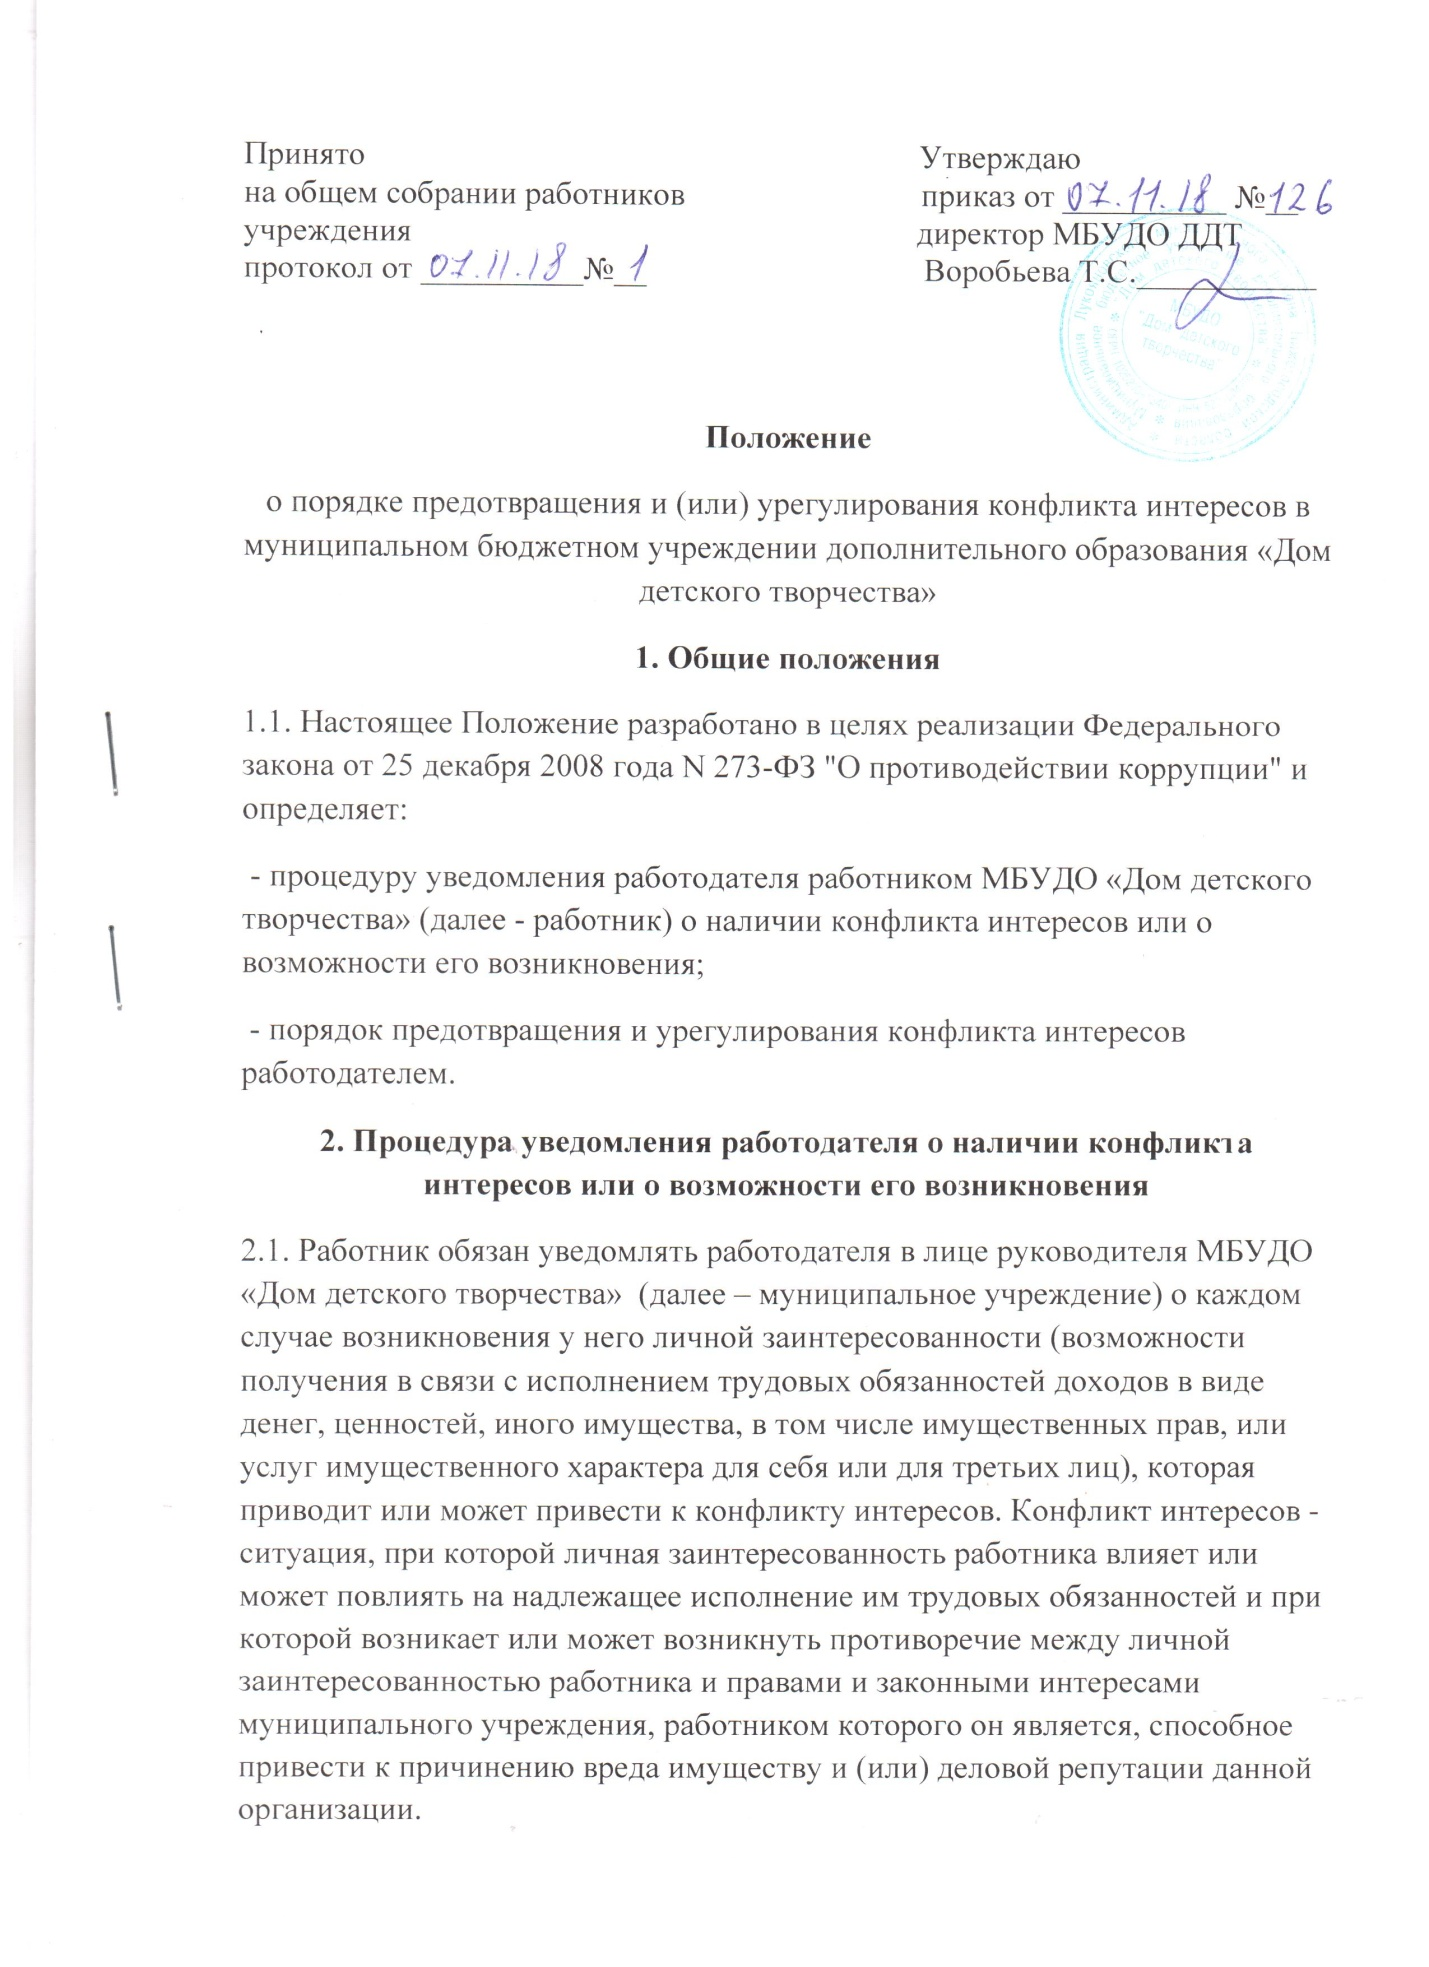 Принято
на общем собрании работников
учреждения
протокол от 07.11.18 № 1
Утверждаю
приказ от 07.11.18 № 126
директор МБУДО ДДТ
Воробьева Т.С.
МБУДО
"Дом детского
творчества"
Положение
о порядке предотвращения и (или) урегулирования конфликта интересов в
муниципальном бюджетном учреждении дополнительного образования «Дом
детского творчества»
1. Общие положения
1.1. Настоящее Положение разработано в целях реализации Федерального
закона от 25 декабря 2008 года N 273-ФЗ "О противодействии коррупции" и
определяет:
- процедуру уведомления работодателя работником МБУДО «Дом детского
творчества» (далее - работник) о наличии конфликта интересов или о
возможности его возникновения;
- порядок предотвращения и урегулирования конфликта интересов
работодателем.
2. Процедура уведомления работодателя о наличии конфликта
интересов или о возможности его возникновения
2.1. Работник обязан уведомлять работодателя в лице руководителя МБУДО
«Дом детского творчества» (далее – муниципальное учреждение) о каждом
случае возникновения у него личной заинтересованности (возможности
получения в связи с исполнением трудовых обязанностей доходов в виде
денег, ценностей, иного имущества, в том числе имущественных прав, или
услуг имущественного характера для себя или для третьих лиц), которая
приводит или может привести к конфликту интересов. Конфликт интересов -
ситуация, при которой личная заинтересованность работника влияет или
может повлиять на надлежащее исполнение им трудовых обязанностей и при
которой возникает или может возникнуть противоречие между личной
заинтересованностью работника и правами и законными интересами
муниципального учреждения, работником которого он является, способное
привести к причинению вреда имуществу и (или) деловой репутации данной
организации.